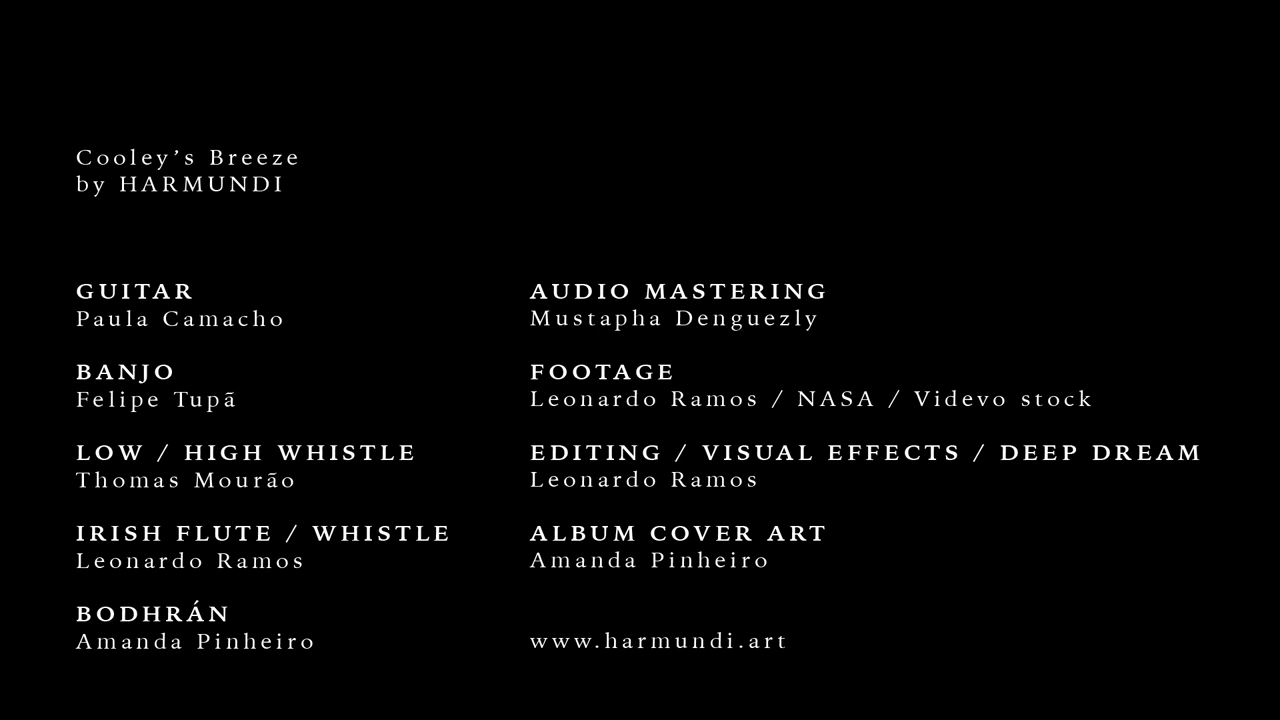 Cooley’s Breeze
by HARMUNDI
GUITAR
Paula Camacho
BANJO
Felipe Tupã
LOW / HIGH WHISTLE
Thomas Mourão
IRISH FLUTE / WHISTLE
Leonardo Ramos
BODHRÁN
Amanda Pinheiro
AUDIO MASTERING
Mustapha Denguezly
FOOTAGE
Leonardo Ramos / NASA / Videvo stock
EDITING / VISUAL EFFECTS / DEEP DREAM
Leonardo Ramos
ALBUM COVER ART
Amanda Pinheiro
www.harmundi.art